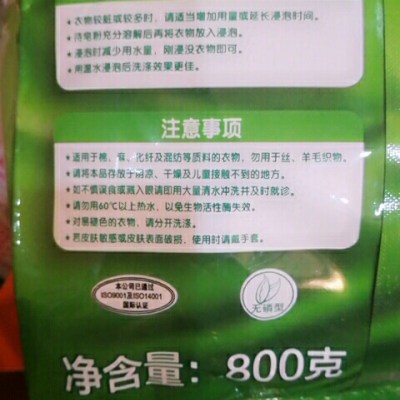 ★衣物较脏或较多时，请适当增加用量或延长浸泡时间。
★待皂粉充分溶解后再将衣物放入浸泡。
★浸泡时减少用水量，刚浸没衣物即可。
★用温水浸泡后洗涤效果更佳。
注意事项
★适用于棉、麻、化纤及混纺等质料的衣物，勿用于丝、羊毛织物。
★请将本品存放于阴凉、干燥及儿童接触不到的地方。
★如不慎误食或溅入眼请即用大量清水冲洗并及时就诊。
★请勿用60℃以上热水，以免生物活性酶失效。
★对易褪色的衣物，请分开洗涤。
★若皮肤敏感或皮肤表面破损，使用时请戴手套。
本公司已通过
ISO9001及ISO14001
国际认证
无磷型
净含量：800克